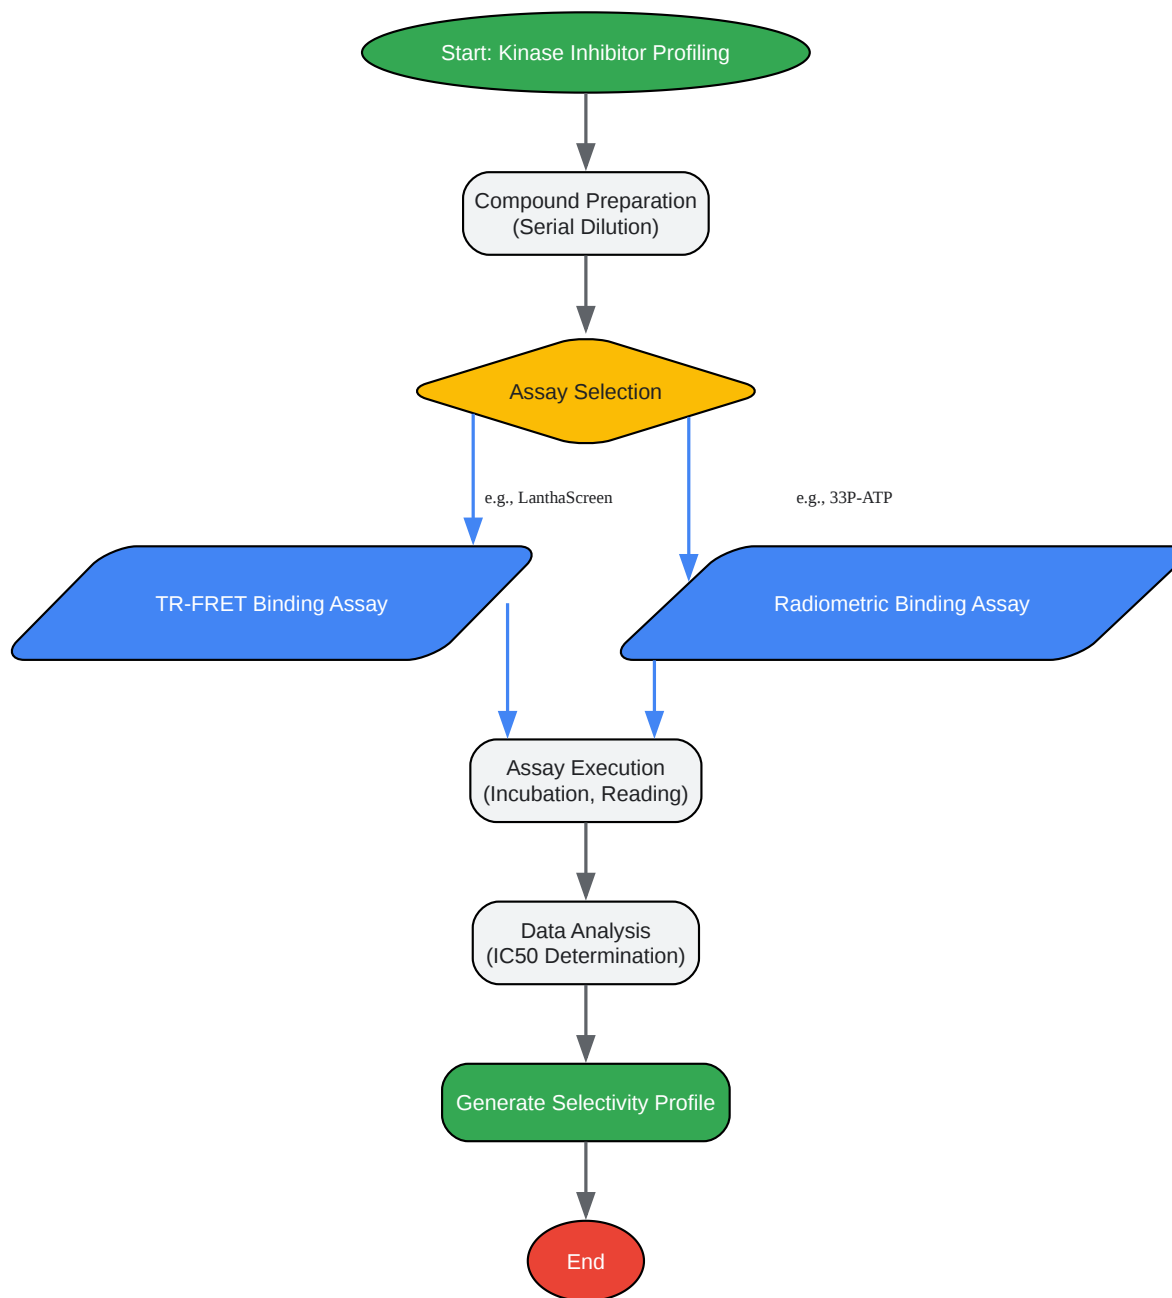 Start: Kinase Inhibitor Profiling
Compound Preparation
(Serial Dilution)
Assay Selection
e.g., LanthaScreen
e.g., 33P-ATP
TR-FRET Binding Assay
Radiometric Binding Assay
Assay Execution
(Incubation, Reading)
Data Analysis
(IC50 Determination)
Generate Selectivity Profile
End